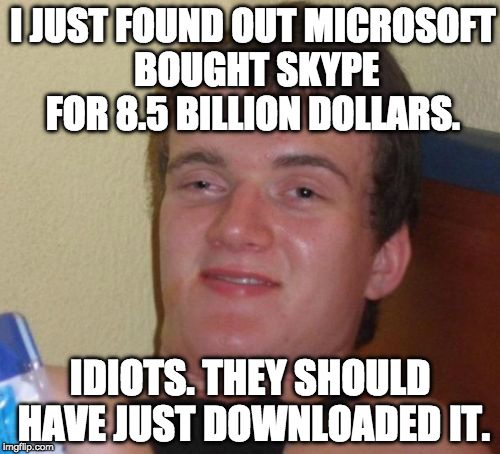 I JUST FOUND OUT MICROSOFT
BOUGHT SKYPE
FOR 8.5 BILLION DOLLARS.
IDIOTS. THEY SHOULD
HAVE JUST DOWNLOADED IT.
imgflip.com